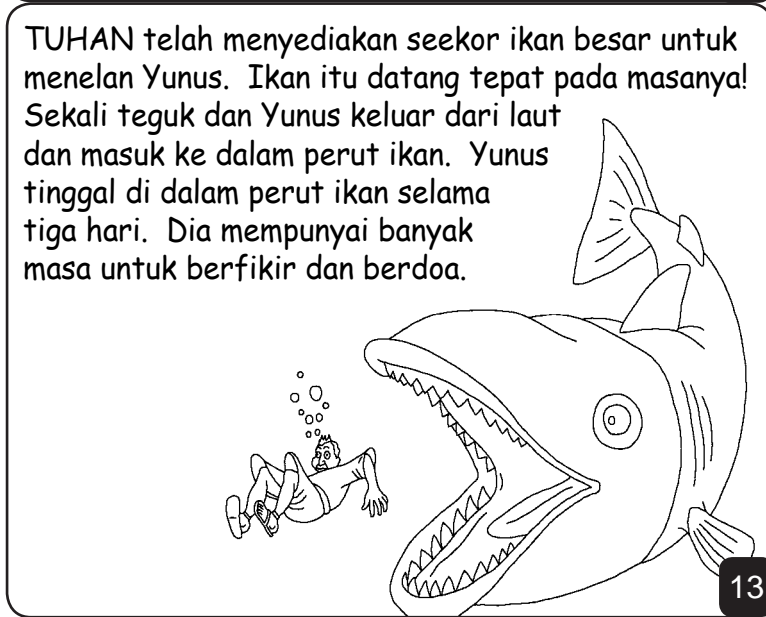 TUHAN telah menyediakan seekor ikan besar untuk
menelan Yunus.  Ikan itu datang tepat pada masanya!
Sekali teguk dan Yunus keluar dari laut
dan masuk ke dalam perut ikan.  Yunus
tinggal di dalam perut ikan selama
tiga hari.  Dia mempunyai banyak
masa untuk berfikir dan berdoa.
13